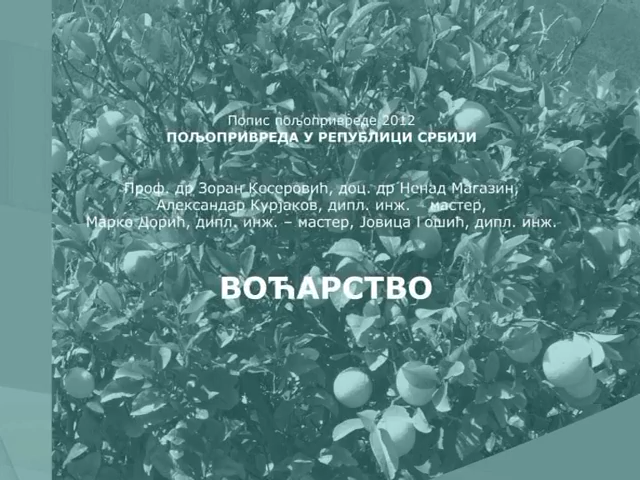 Попис пољопривреде 2012
ПОЉОПРИВРЕДА У РЕПУБЛИЦИ СРБИЈИ
Проф. др Зоран Кесеровић, доц. др Ненад Магазин,
Александар Курјаков, дипл. инж. – мастер,
Марко Дорић, дипл. инж. – мастер, Јовица Гошић, дипл. инж.
ВОЋАРСТВО